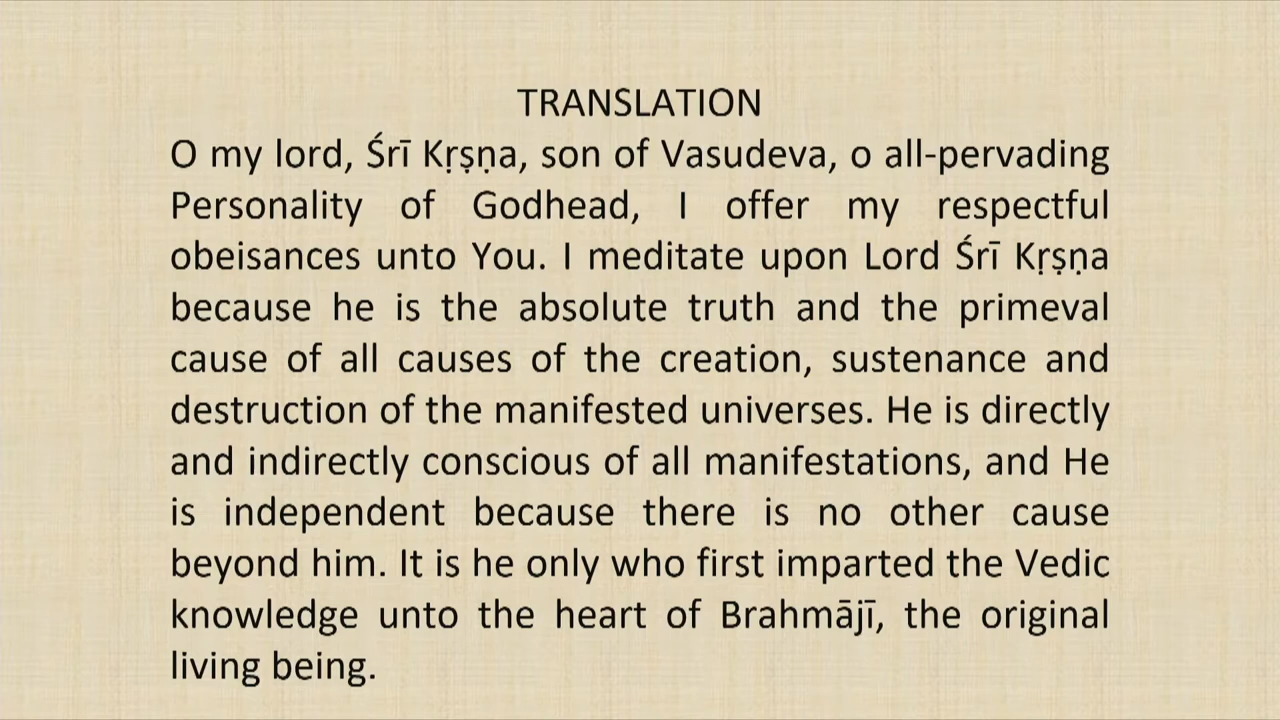 TRANSLATION
O my lord, Śrī Kṛṣṇa, son of Vasudeva, o all-pervading
Personality of Godhead, I offer my respectful
obeisances unto You. I meditate upon Lord Śrī Kṛṣṇa
because he is the absolute truth and the primeval
cause of all causes of the creation, sustenance and
destruction of the manifested universes. He is directly
and indirectly conscious of all manifestations, and He
is independent because there is no other cause
beyond him. It is he only who first imparted the Vedic
knowledge unto the heart of Brahmājī, the original
living being.